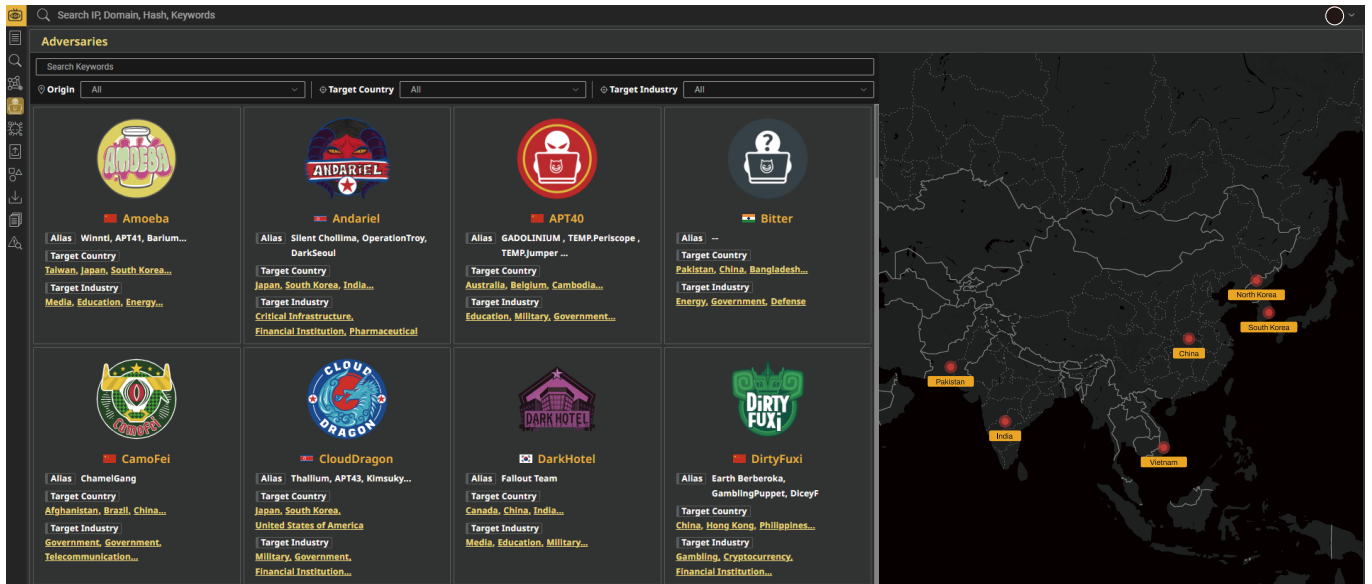 Search IP, Domain, Hash, Keywords
Adversaries
Search Keywords
Origin All Target Country All Target Industry All
AMOEBA
Amoeba
Alias Winnti, APT41, Barium...
Target Country
Taiwan, Japan, South Korea...
Target Industry
Media, Education, Energy...
ANDARIEL
Andariel
Alias Silent Chollima, OperationTroy,
DarkSeoul
Target Country
Japan, South Korea, India...
Target Industry
Critical Infrastructure,
Financial Institution, Pharmaceutical
APT40
Alias GADOLINIUM , TEMP.Periscope ,
TEMP.Jumper ...
Target Country
Australia, Belgium, Cambodia...
Target Industry
Education, Military, Government...
?
Bitter
Alias --
Target Country
Pakistan, China, Bangladesh...
Target Industry
Energy, Government, Defense
CamoFei
CamoFei
Alias ChamelGang
Target Country
Afghanistan, Brazil, China...
Target Industry
Government, Government,
Telecommunication...
CLOUD
DRAGON
CloudDragon
Alias Thallium, APT43, Kimsuky...
Target Country
Japan, South Korea,
United States of America
Target Industry
Military, Government,
Financial Institution...
DARK HOTEL
DarkHotel
Alias Fallout Team
Target Country
Canada, China, India...
Target Industry
Media, Education, Military...
DiRTY
FUXi
DirtyFuxi
Alias Earth Berberoka,
GamblingPuppet, DiceyF
Target Country
China, Hong Kong, Philippines...
Target Industry
Gambling, Cryptocurrency,
Financial Institution...
North Korea
South Korea
China
Pakistan
India
Vietnam